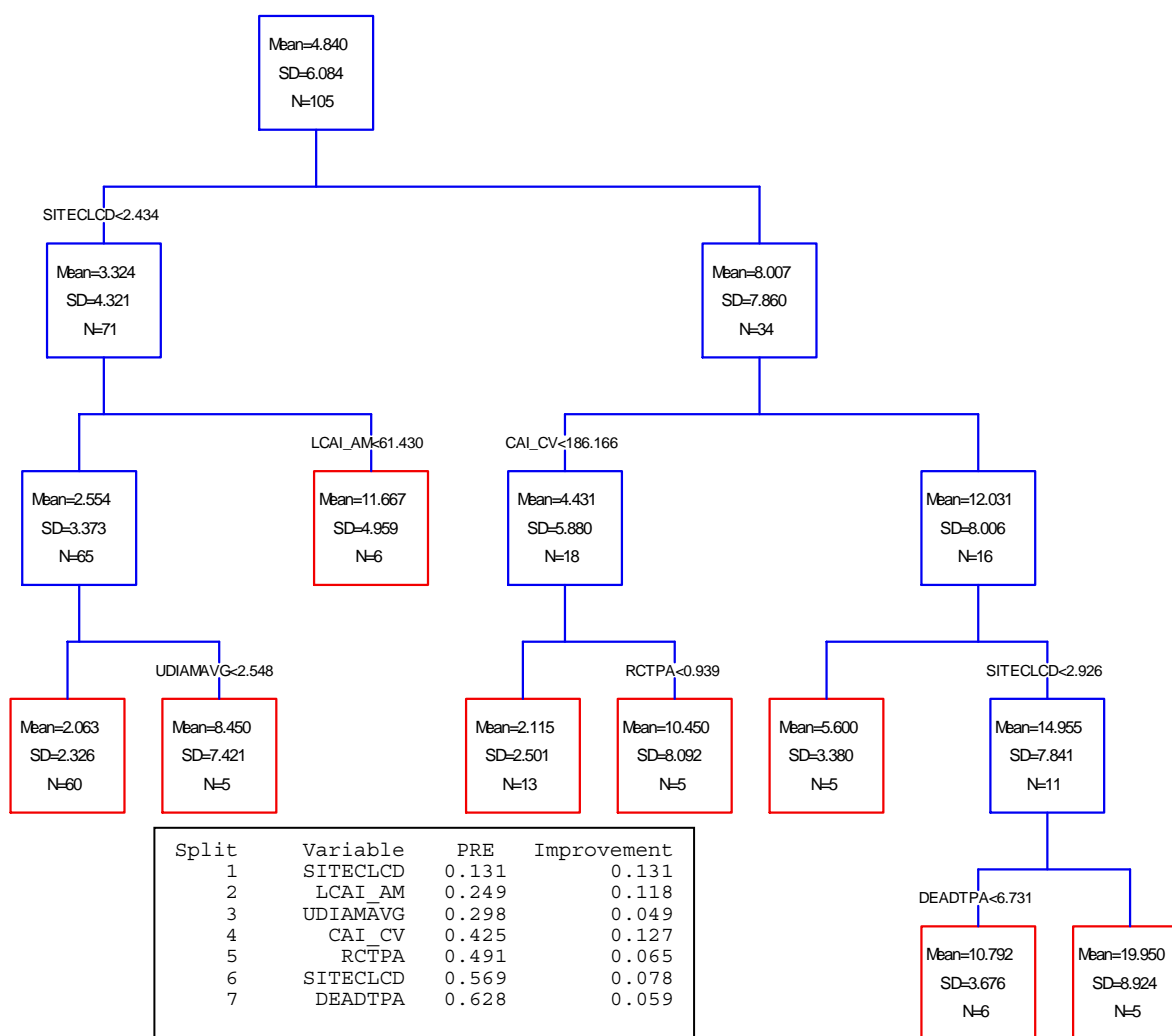 Mean=4.840
SD=6.084
N=105
SITECLCD<2.434
Mean=3.324
SD=4.321
N=71
Mean=8.007
SD=7.860
N=34
LCAI_AM<61.430
CAI_CV<186.166
Mean=2.554
SD=3.373
N=65
Mean=11.667
SD=4.959
N=6
Mean=4.431
SD=5.880
N=18
Mean=12.031
SD=8.006
N=16
UDIAMAVG<2.548
RCTPA<0.939
SITECLCD<2.926
Mean=2.063
SD=2.326
N=60
Mean=8.450
SD=7.421
N=5
Mean=2.115
SD=2.501
N=13
Mean=10.450
SD=8.092
N=5
Mean=5.600
SD=3.380
N=5
Mean=14.955
SD=7.841
N=11
DEADTPA<6.731
Mean=10.792
SD=3.676
N=6
Mean=19.950
SD=8.924
N=5
Split Variable PRE Improvement
1 SITECLCD 0.131 0.131
2 LCAI_AM 0.249 0.118
3 UDIAMAVG 0.298 0.049
4 CAI_CV 0.425 0.127
5 RCTPA 0.491 0.065
6 SITECLCD 0.569 0.078
7 DEADTPA 0.628 0.059